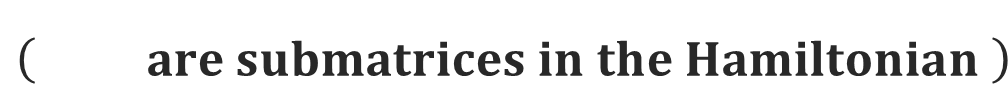 ( are submatrices in the Hamiltonian )